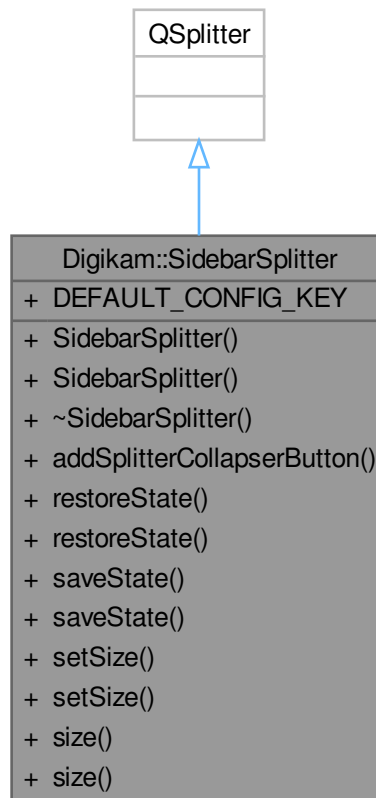 QSplitter
Digikam::SidebarSplitter
+ DEFAULT_CONFIG_KEY
+ SidebarSplitter()
+ SidebarSplitter()
+ ~SidebarSplitter()
+ addSplitterCollapserButton()
+ restoreState()
+ restoreState()
+ saveState()
+ saveState()
+ setSize()
+ setSize()
+ size()
+ size()